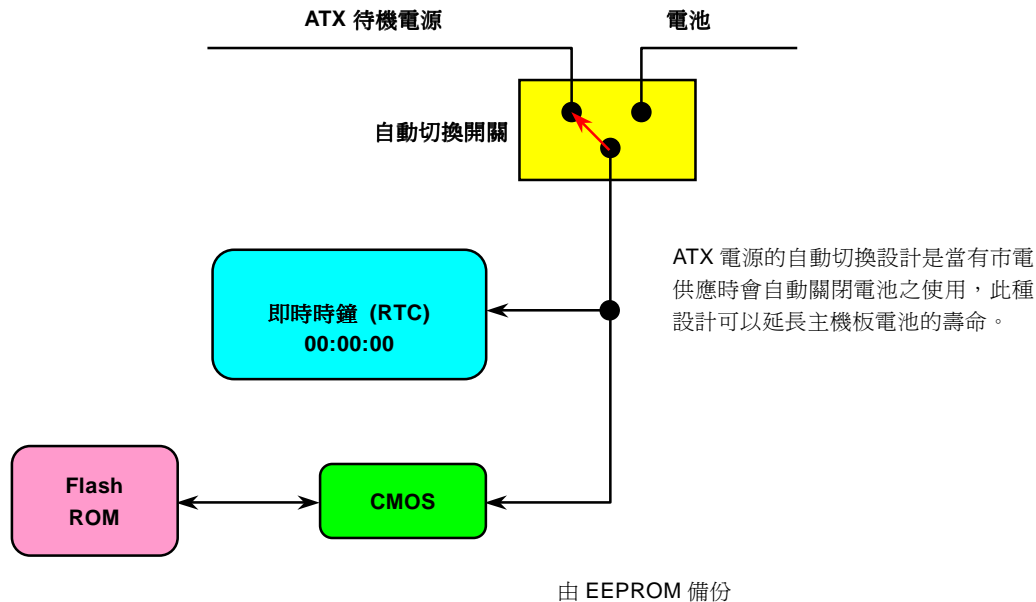 ATX 待機電源
電池
自動切換開關
ATX 電源的自動切換設計是當有市電
供應時會自動關閉電池之使用，此種
設計可以延長主機板電池的壽命。
即時時鐘 (RTC)
00:00:00
Flash
ROM
CMOS
由 EEPROM 備份